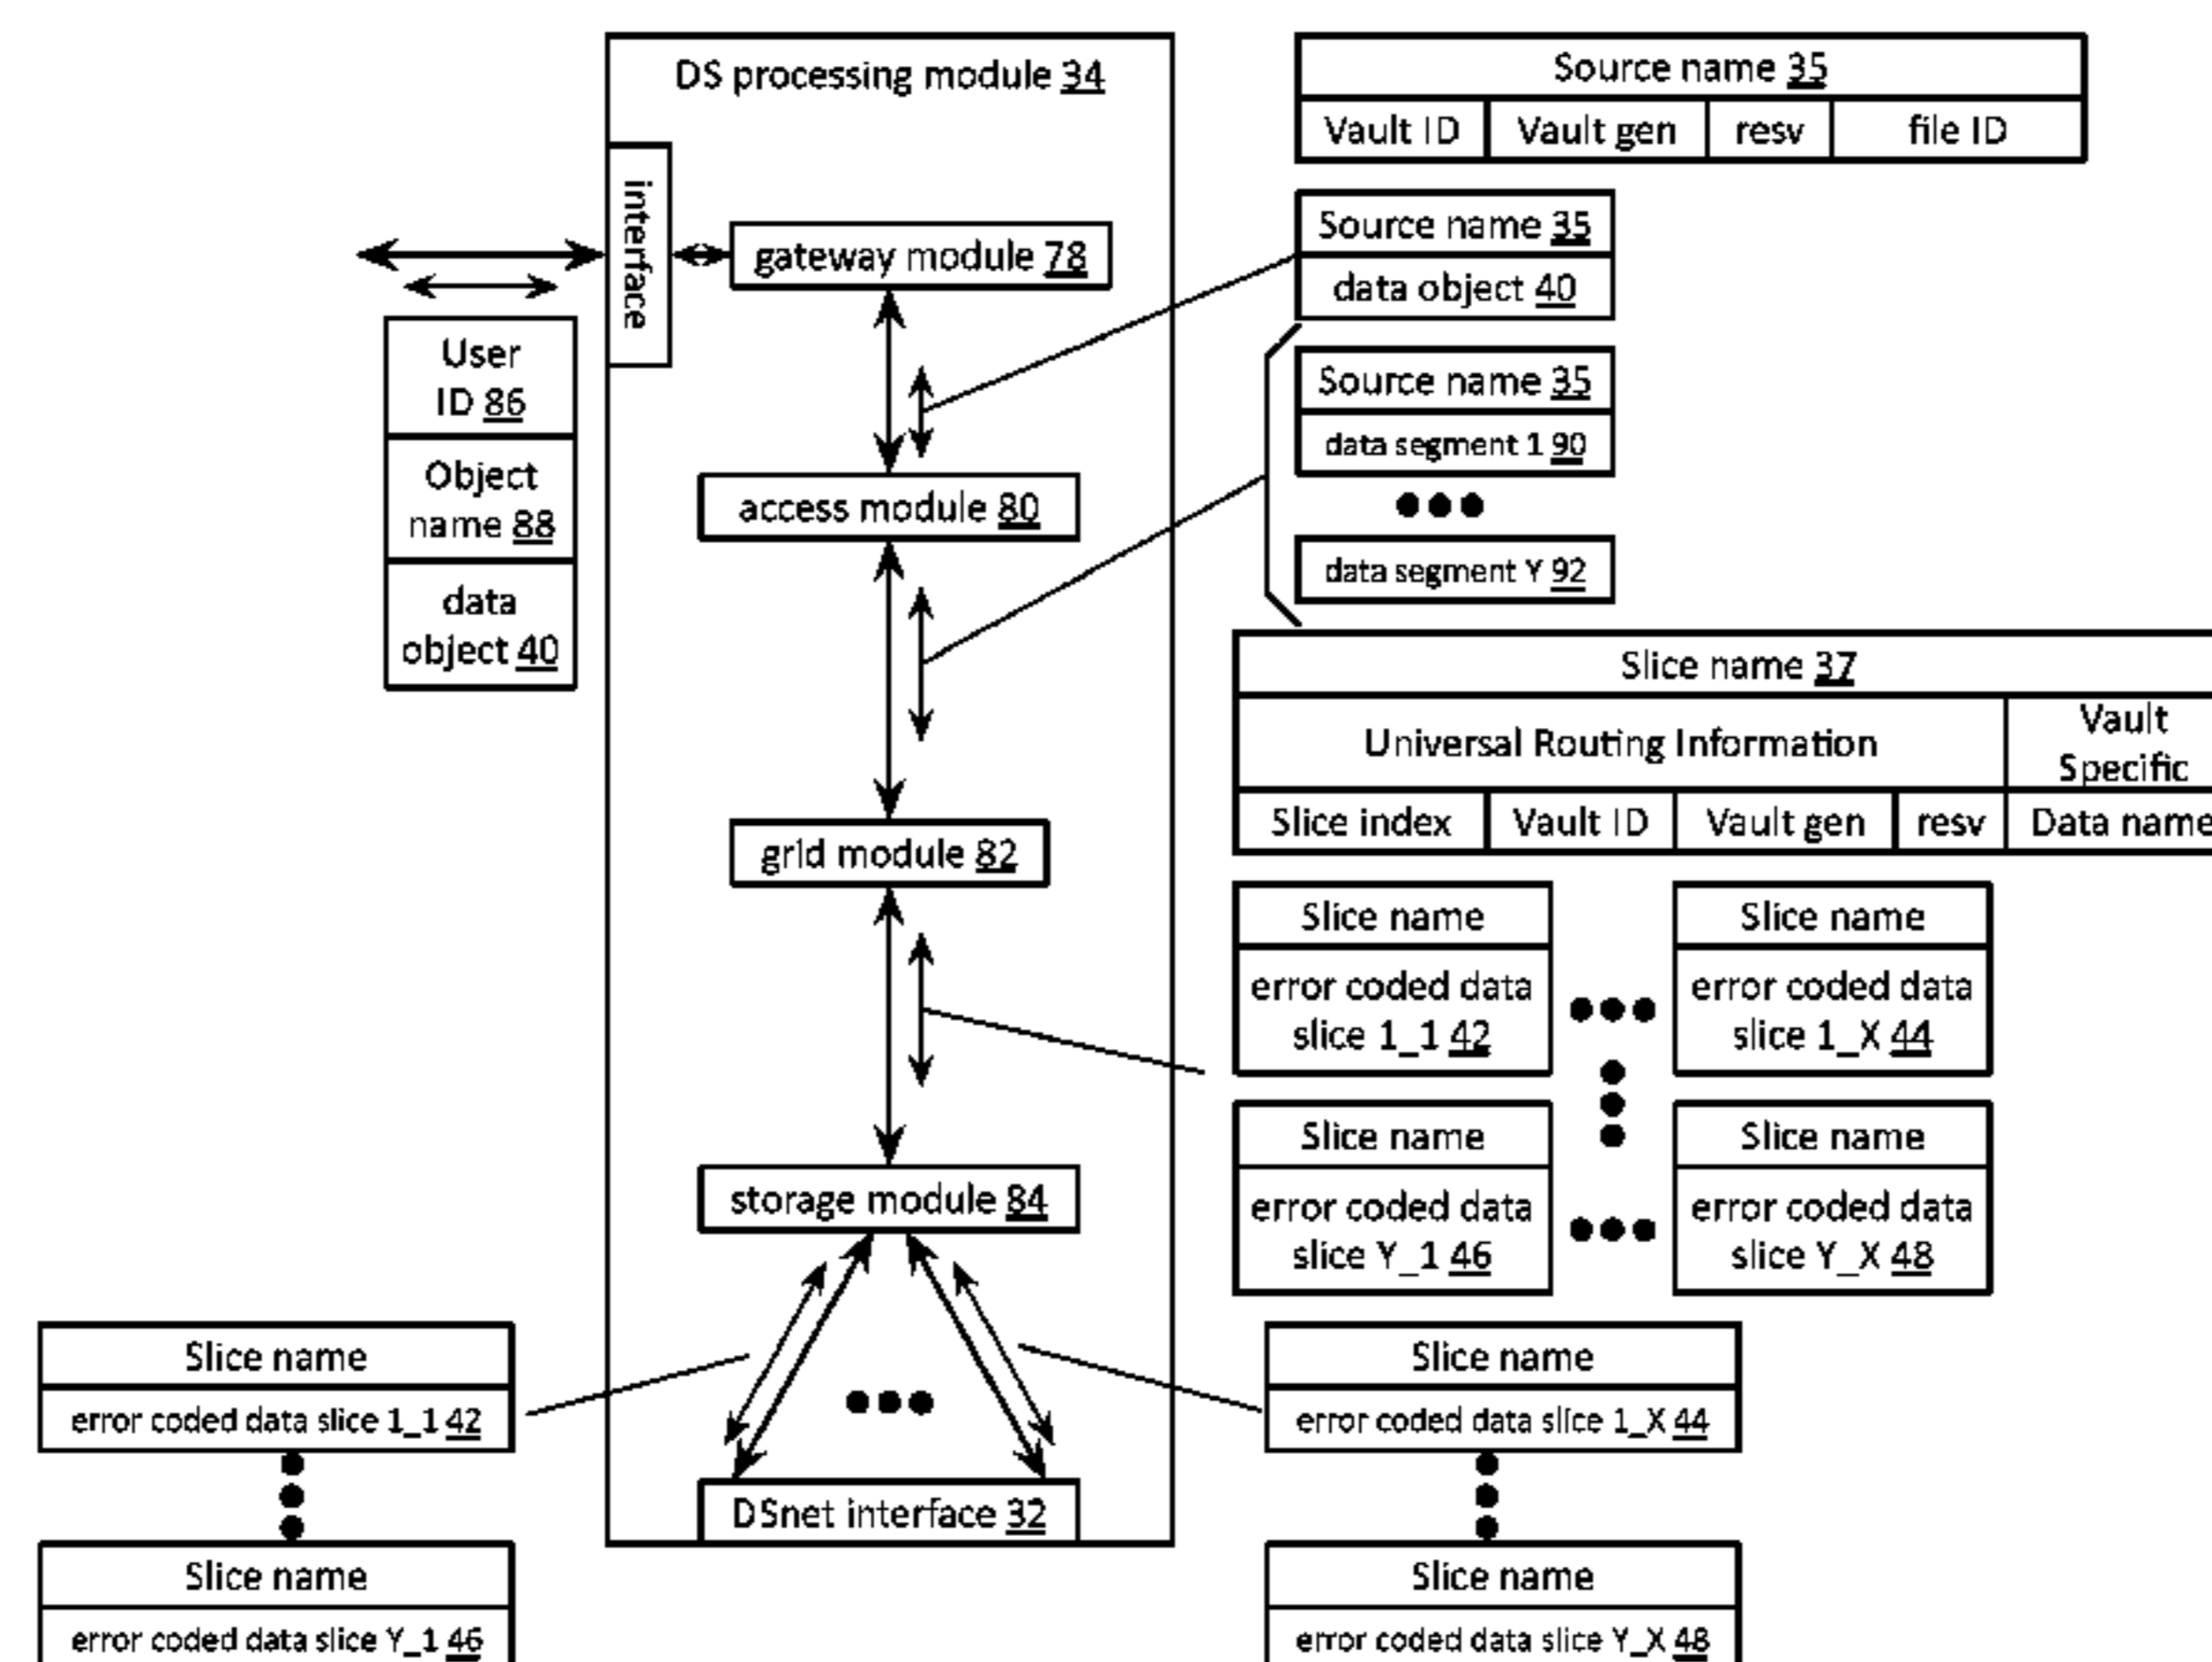 DS processing module 34
interface
gateway module 78
User
ID 86
Object
name 88
data
object 40
access module 80
grid module 82
storage module 84
DSnet interface 32
Source name 35
Vault ID
Vault gen
resv
file ID
Source name 35
data object 40
Source name 35
data segment 1 90
data segment Y 92
Slice name 37
Universal Routing Information
Vault
Specific
Slice index
Vault ID
Vault gen
resv
Data name
Slice name
error coded data
slice 1_1 42
Slice name
error coded data
slice 1_X 44
Slice name
error coded data
slice Y_1 46
Slice name
error coded data
slice Y_X 48
Slice name
error coded data slice 1_1 42
Slice name
error coded data slice Y_1 46
Slice name
error coded data slice 1_X 44
Slice name
error coded data slice Y_X 48